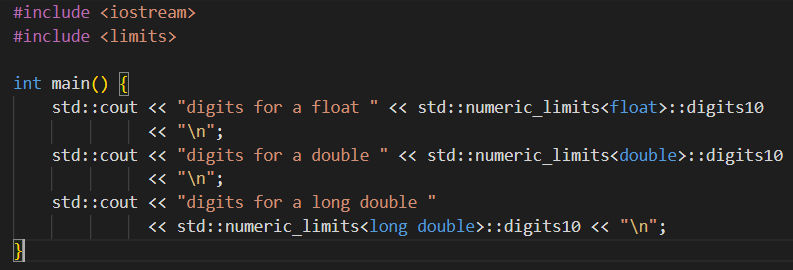 #include <iostream>
#include <limits>

int main() {
    std::cout << "digits for a float " << std::numeric_limits<float>::digits10
              << "\n";
    std::cout << "digits for a double " << std::numeric_limits<double>::digits10
              << "\n";
    std::cout << "digits for a long double "
              << std::numeric_limits<long double>::digits10 << "\n";
}